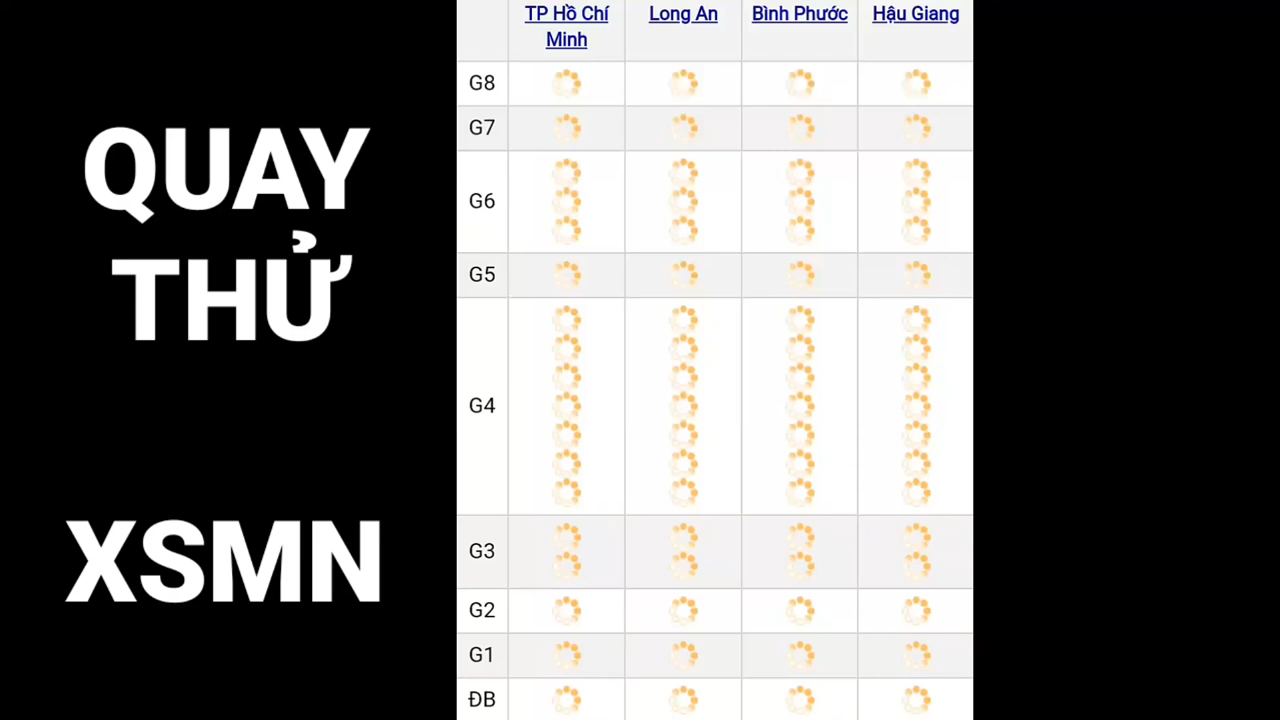 QUAY
THỬ
XSMN
TP Hồ Chí
Minh
Long An
Bình Phước
Hậu Giang
G8
G7
G6
G5
G4
G3
G2
G1
ĐB